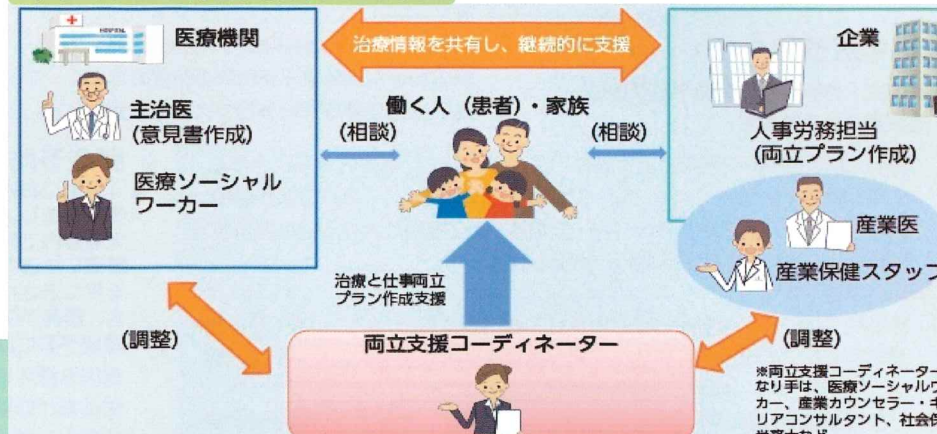 HOSPITAL
医療機関
主治医
(意見書作成)
医療ソーシャル
ワーカー
治療情報を共有し、継続的に支援
働く人（患者）・家族
(相談)
(相談)
企業
人事労務担当
(両立プラン作成)
産業医
産業保健スタッフ
治療と仕事両立
プラン作成支援
(調整)
両立支援コーディネーター
(調整)
※両立支援コーディネーター
なり手は、医療ソーシャルワ
カー、産業カウンセラー・キ
リアコンサルタント、社会保
労務士など